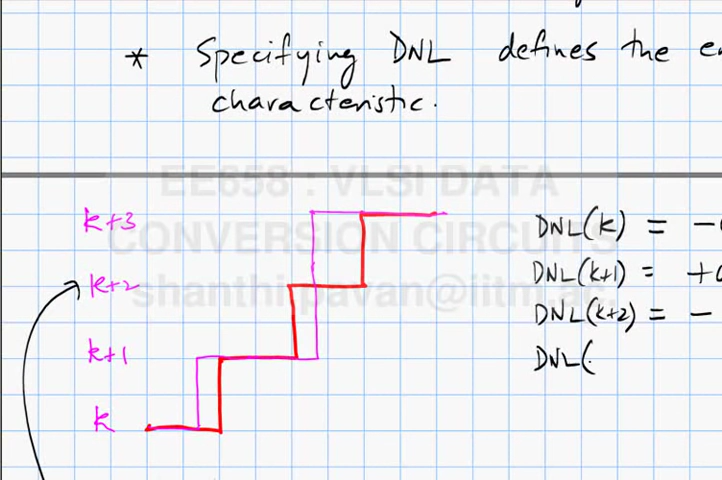 * Specifying DNL defines the
characteristic.
EE658 : VLSI DATA
CONVERSION CIRCUITS
shanthi.pavan@iitm.ac.
k+3
k+2
k+1
k
DNL(k) = -
DNL(k+1) = +
DNL(k+2) = -
DNL(